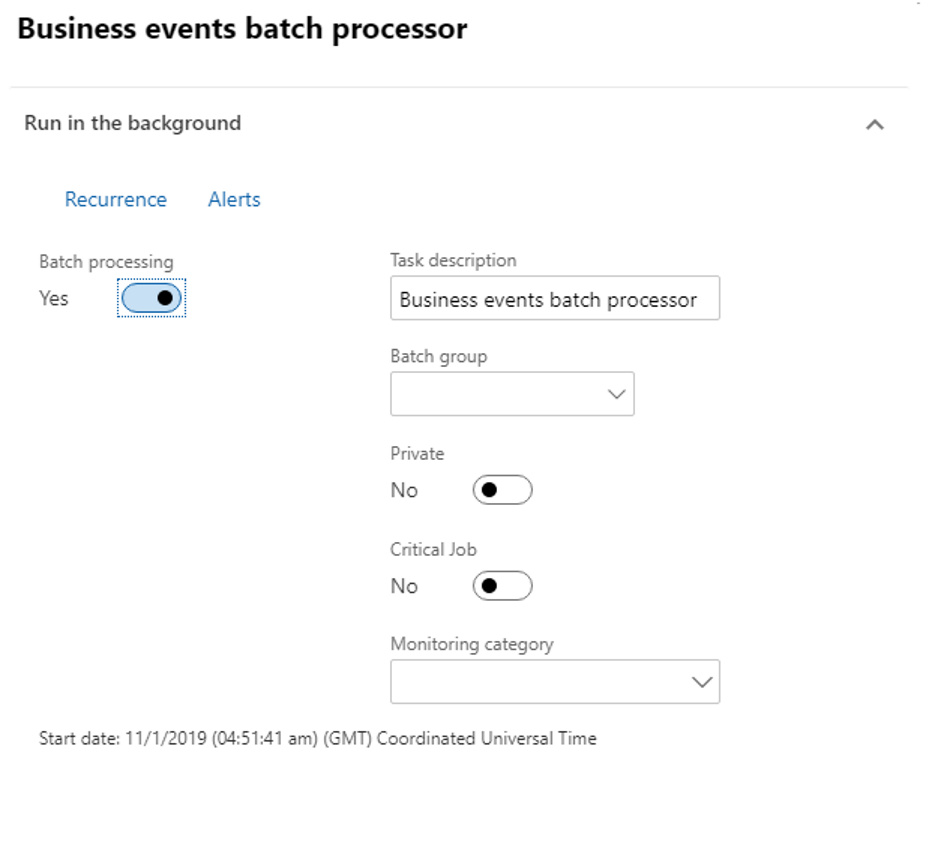 Business events batch processor
Run in the background
Recurrence Alerts
Batch processing
Yes
Task description
Business events batch processor
Batch group
Private
No
Critical Job
No
Monitoring category
Start date: 11/1/2019 (04:51:41 am) (GMT) Coordinated Universal Time